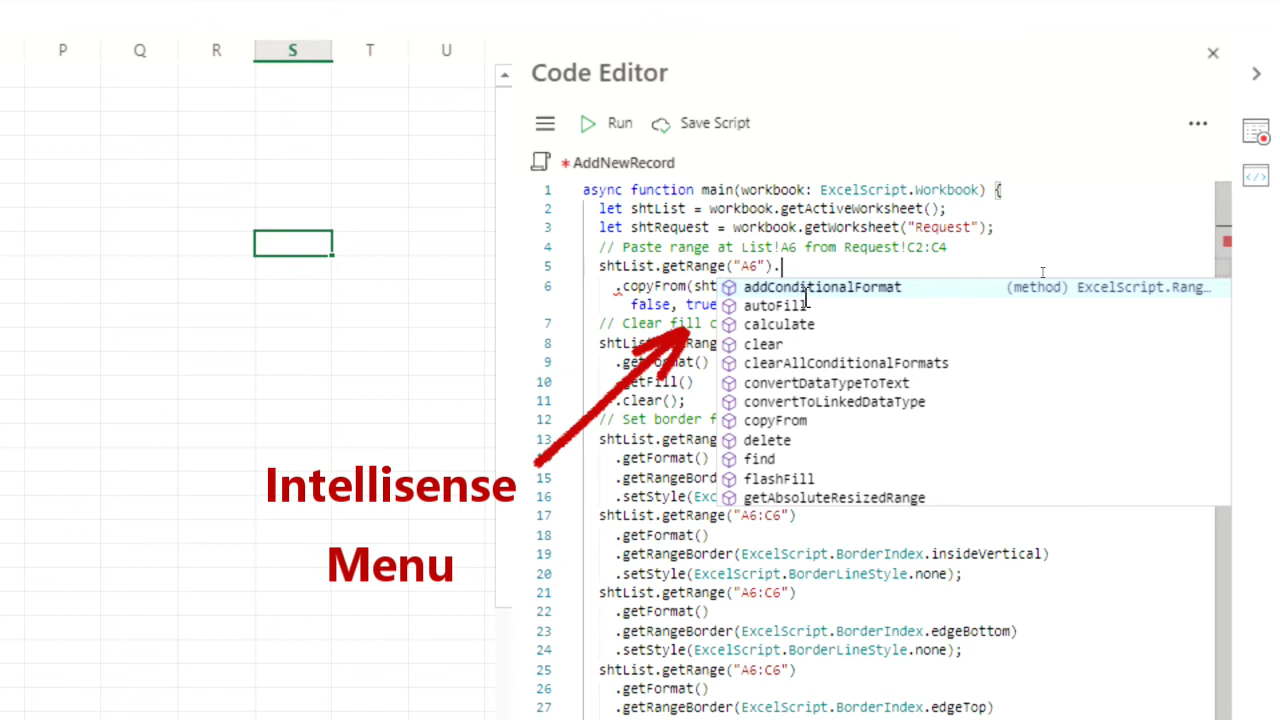 P Q R S T U
Code Editor
Run Save Script
* AddNewRecord
1 async function main(workbook: ExcelScript.Workbook) {
2 let shtList = workbook.getActiveWorksheet();
3 let shtRequest = workbook.getWorksheet("Request");
4 // Paste range at List!A6 from Request!C2:C4
5 shtList.getRange("A6").
6 .copyFrom(sht
false, true
7 // Clear fill c
8
9 .getFormat()
10 .getFill()
11 .clear();
12 // Set border f
13 shtList.getRang
.getFormat()
15 .getRangeBord
16 .setStyle(Exc
17 shtList.getRange("A6:C6")
18 .getFormat()
19 .getRangeBorder(ExcelScript.BorderIndex.insideVertical)
20 .setStyle(ExcelScript.BorderLineStyle.none);
21 shtList.getRange("A6:C6")
22 .getFormat()
23 .getRangeBorder(ExcelScript.BorderIndex.edgeBottom)
24 .setStyle(ExcelScript.BorderLineStyle.none);
25 shtList.getRange("A6:C6")
26 .getFormat()
27 .getRangeBorder(ExcelScript.BorderIndex.edgeTop)
addConditionalFormat (method) ExcelScript.Rang...
autoFill
calculate
clear
clearAllConditionalFormats
convertDataTypeToText
convertToLinkedDataType
copyFrom
delete
find
flashFill
getAbsoluteResizedRange
Intellisense
Menu